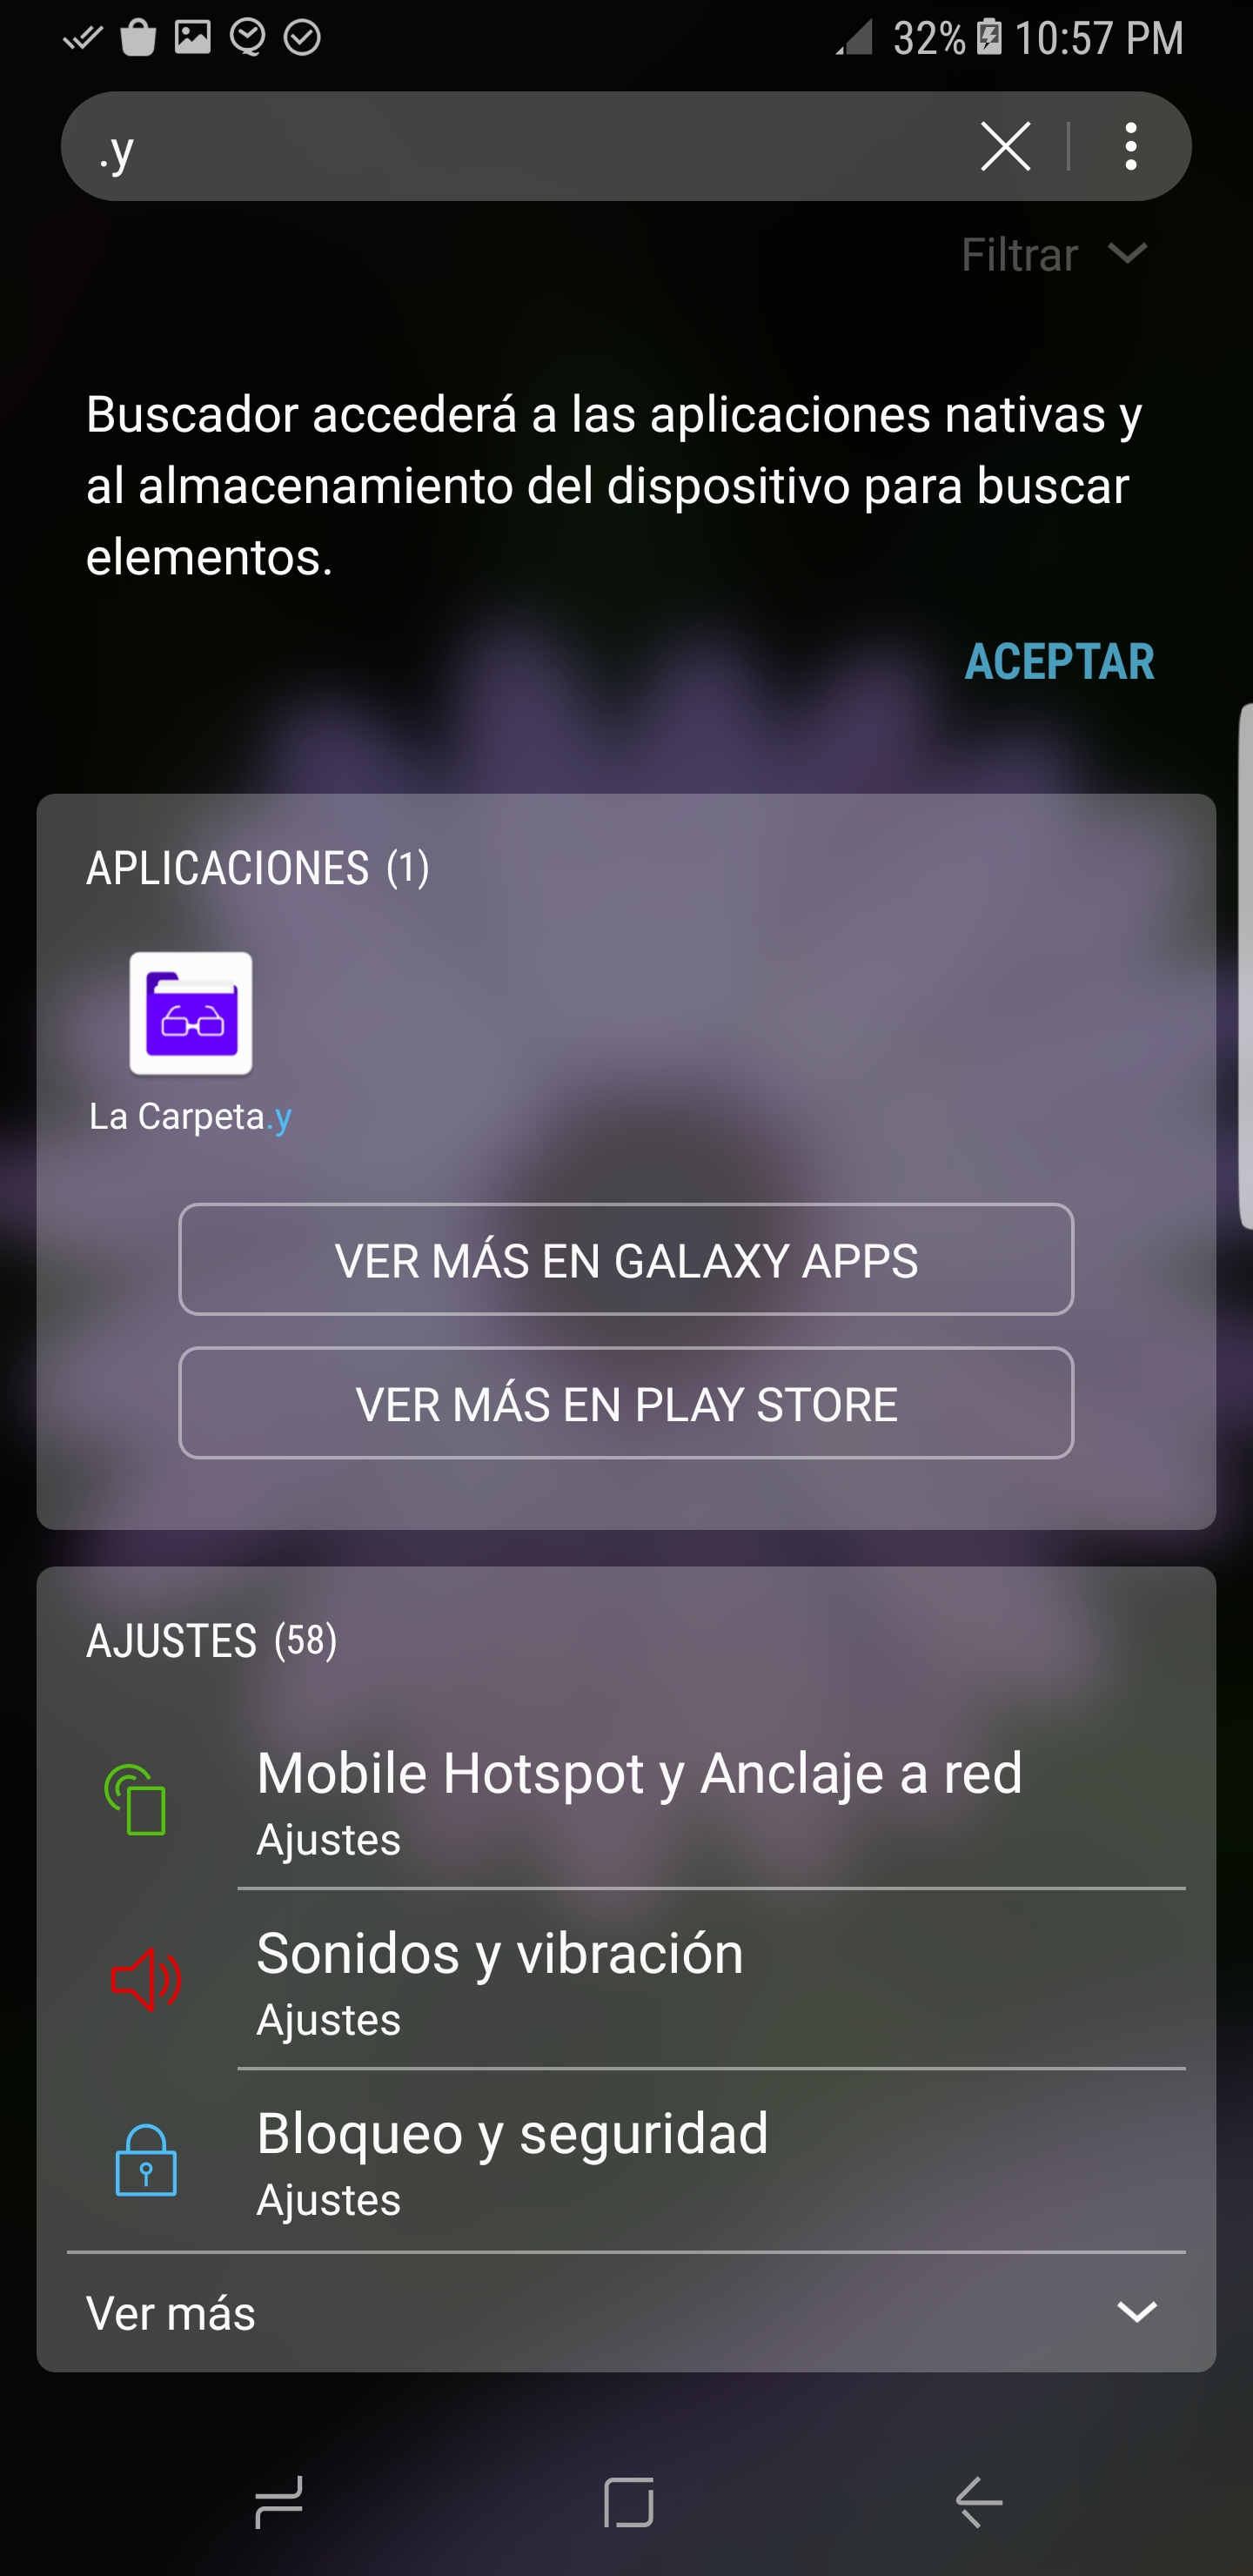 32% 10:57 PM
.y
Filtrar
Buscador accederá a las aplicaciones nativas y
al almacenamiento del dispositivo para buscar
elementos.
ACEPTAR
APLICACIONES (1)
La Carpeta.y
VER MÁS EN GALAXY APPS
VER MÁS EN PLAY STORE
AJUSTES (58)
Mobile Hotspot y Anclaje a red
Ajustes
Sonidos y vibración
Ajustes
Bloqueo y seguridad
Ajustes
Ver más